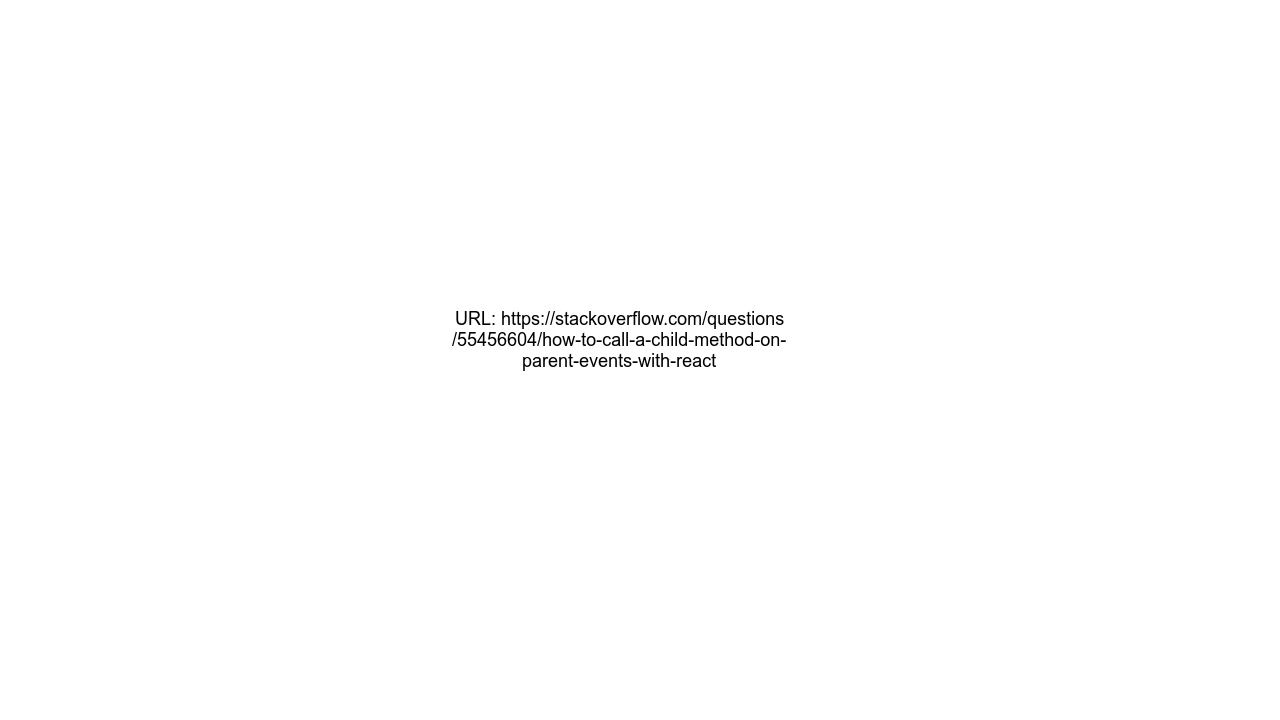 URL: https://stackoverflow.com/questions
/55456604/how-to-call-a-child-method-on-
parent-events-with-react